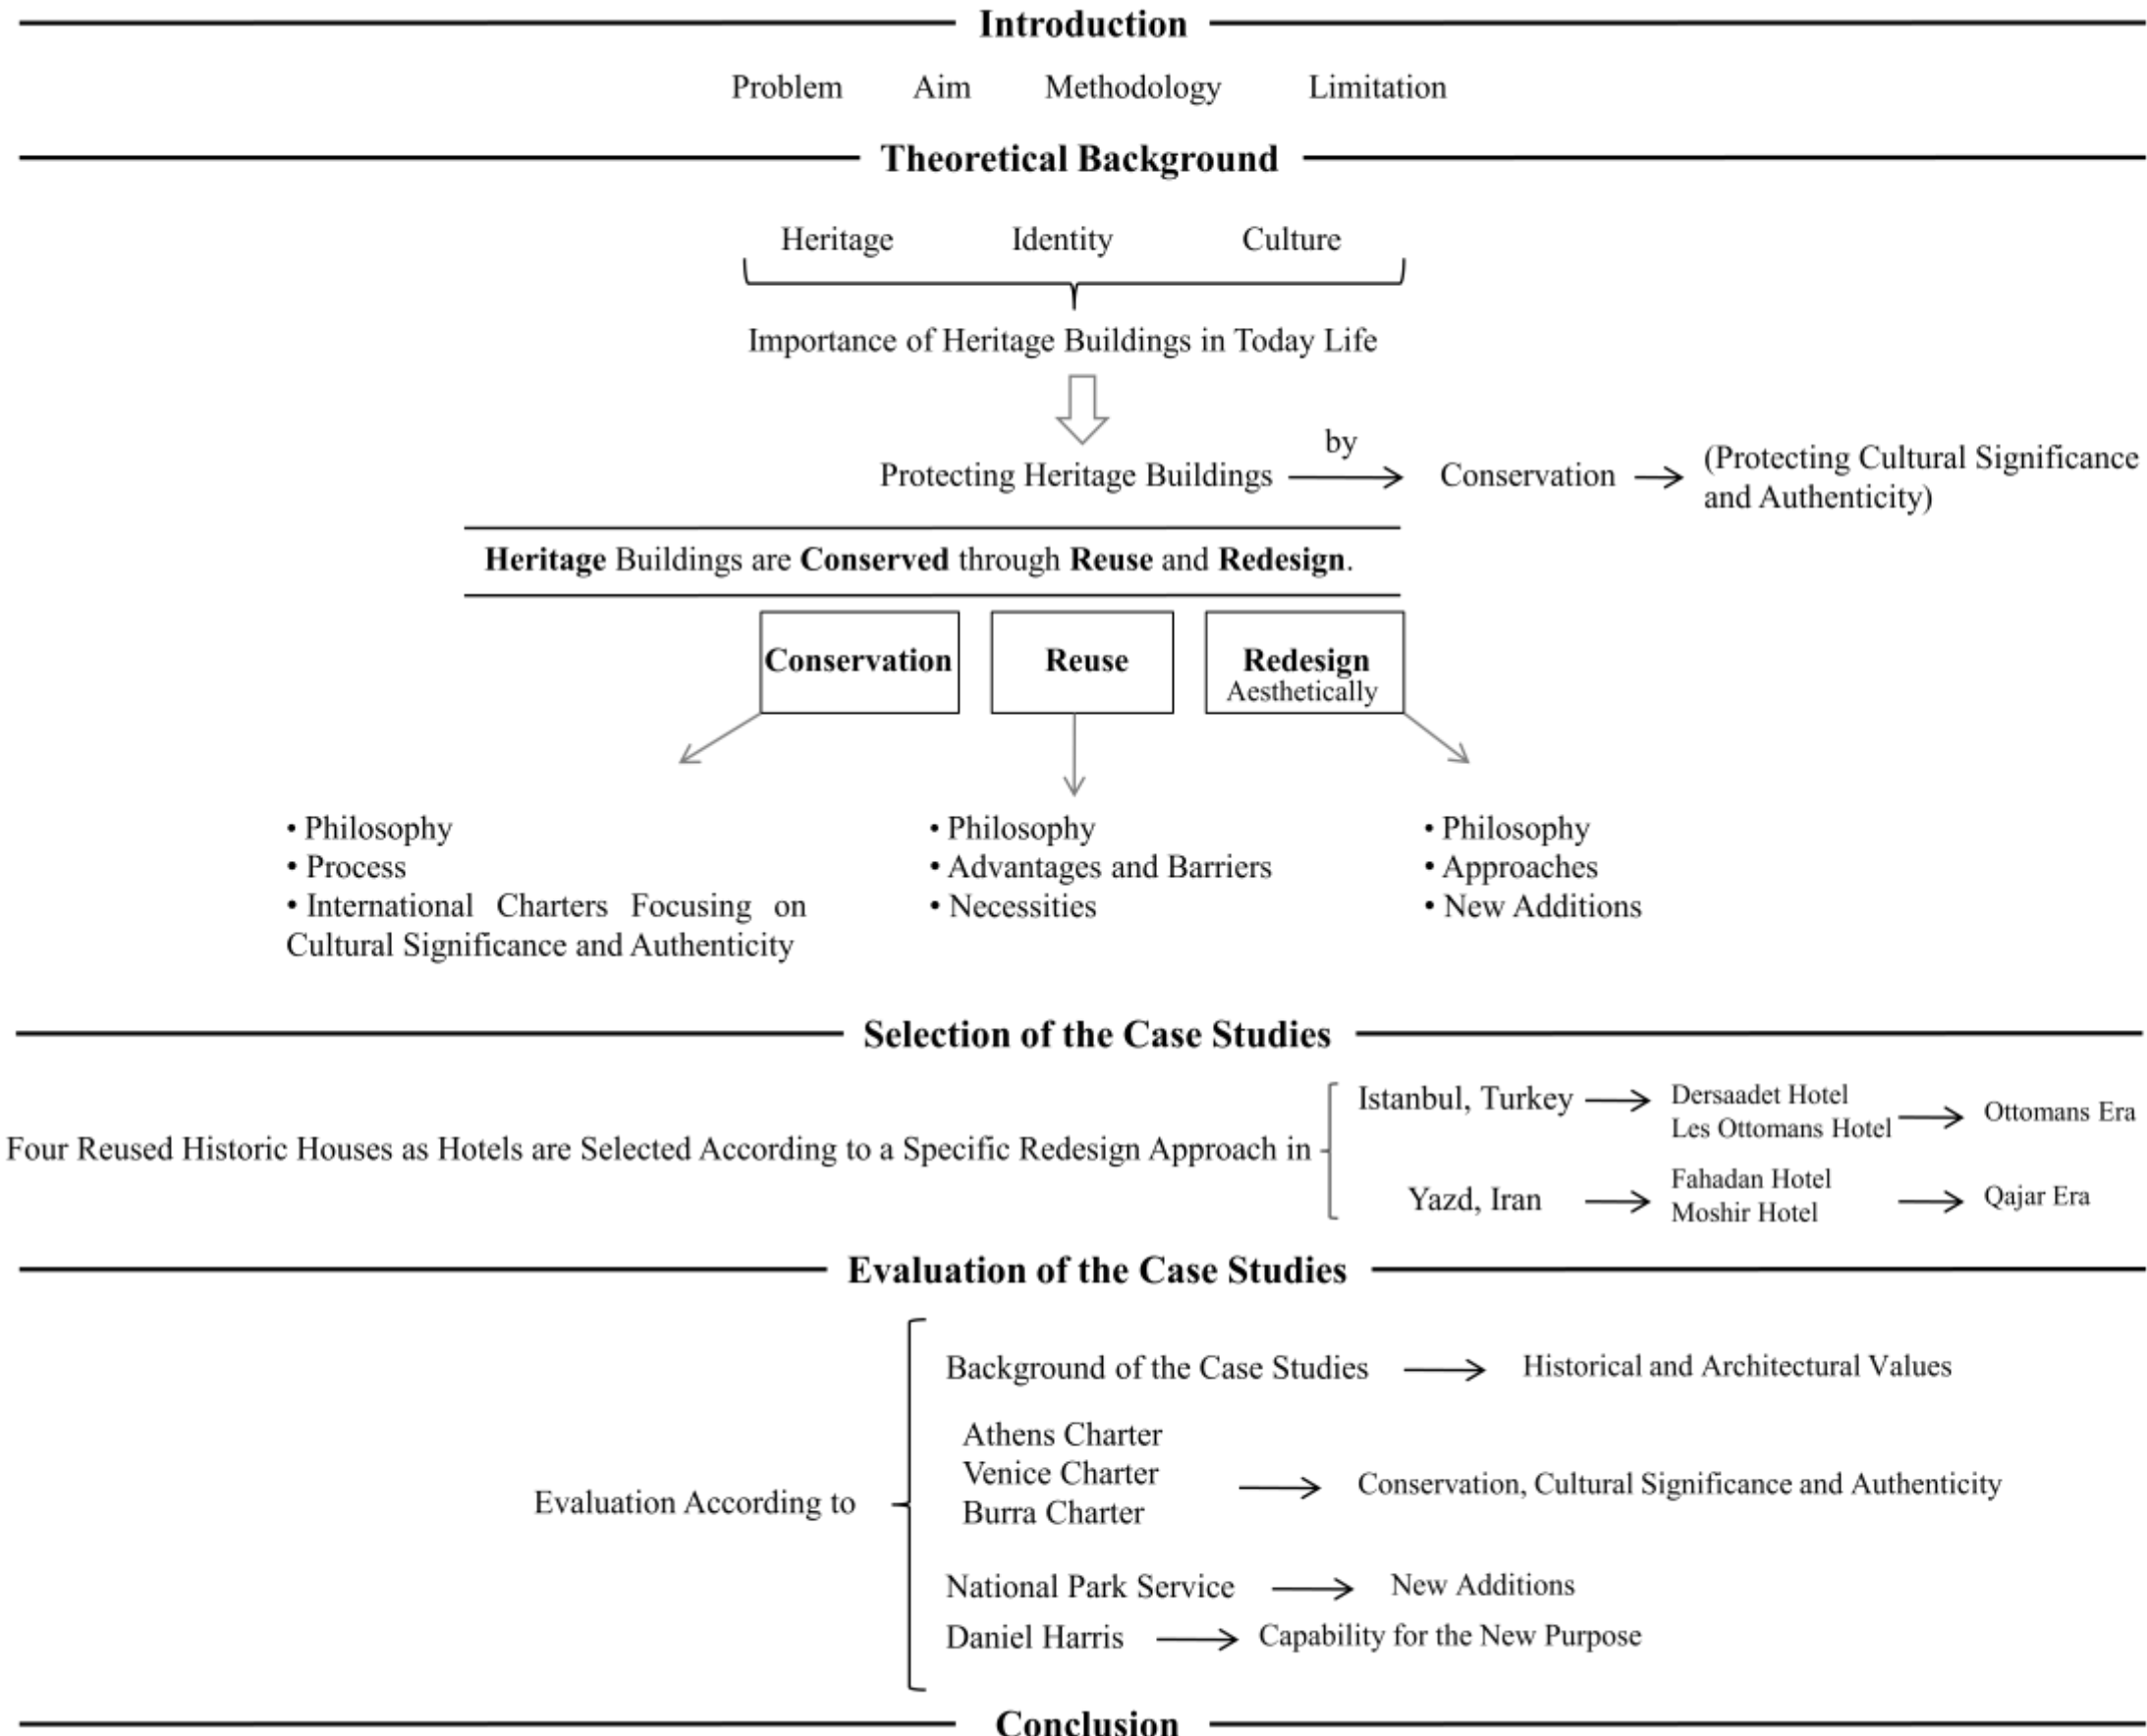 Introduction
Problem Aim Methodology Limitation
Theoretical Background
Heritage Identity Culture
Importance of Heritage Buildings in Today Life
by
Protecting Heritage Buildings Conservation (Protecting Cultural Significance
and Authenticity)
Heritage Buildings are Conserved through Reuse and Redesign.
Conservation Reuse Redesign
Aesthetically
• Philosophy
• Process
• International Charters Focusing on
Cultural Significance and Authenticity
• Philosophy
• Advantages and Barriers
• Necessities
• Philosophy
• Approaches
• New Additions
Selection of the Case Studies
Four Reused Historic Houses as Hotels are Selected According to a Specific Redesign Approach in
Istanbul, Turkey
Dersaadet Hotel
Les Ottomans Hotel
Ottomans Era
Yazd, Iran
Fahadan Hotel
Moshir Hotel
Qajar Era
Evaluation of the Case Studies
Evaluation According to
Background of the Case Studies Historical and Architectural Values
Athens Charter
Venice Charter
Burra Charter
Conservation, Cultural Significance and Authenticity
National Park Service New Additions
Daniel Harris Capability for the New Purpose
Conclusion